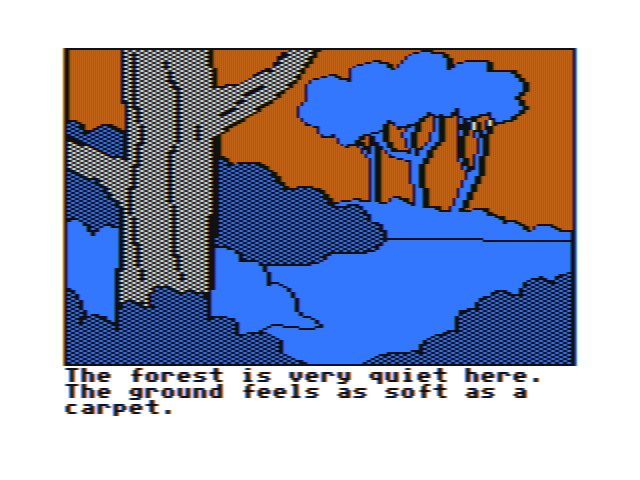 The forest is very quiet here.
The ground feels as soft as a
carpet.